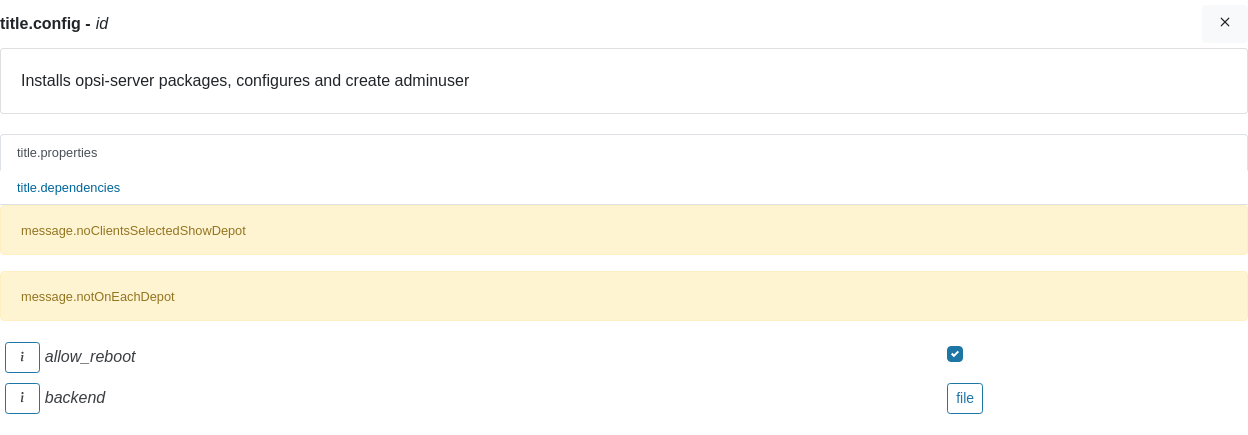 title.config - id
Installs opsi-server packages, configures and create adminuser
title.properties
title.dependencies
message.noClientsSelectedShowDepot
message.notOnEachDepot
i allow_reboot
i backend file